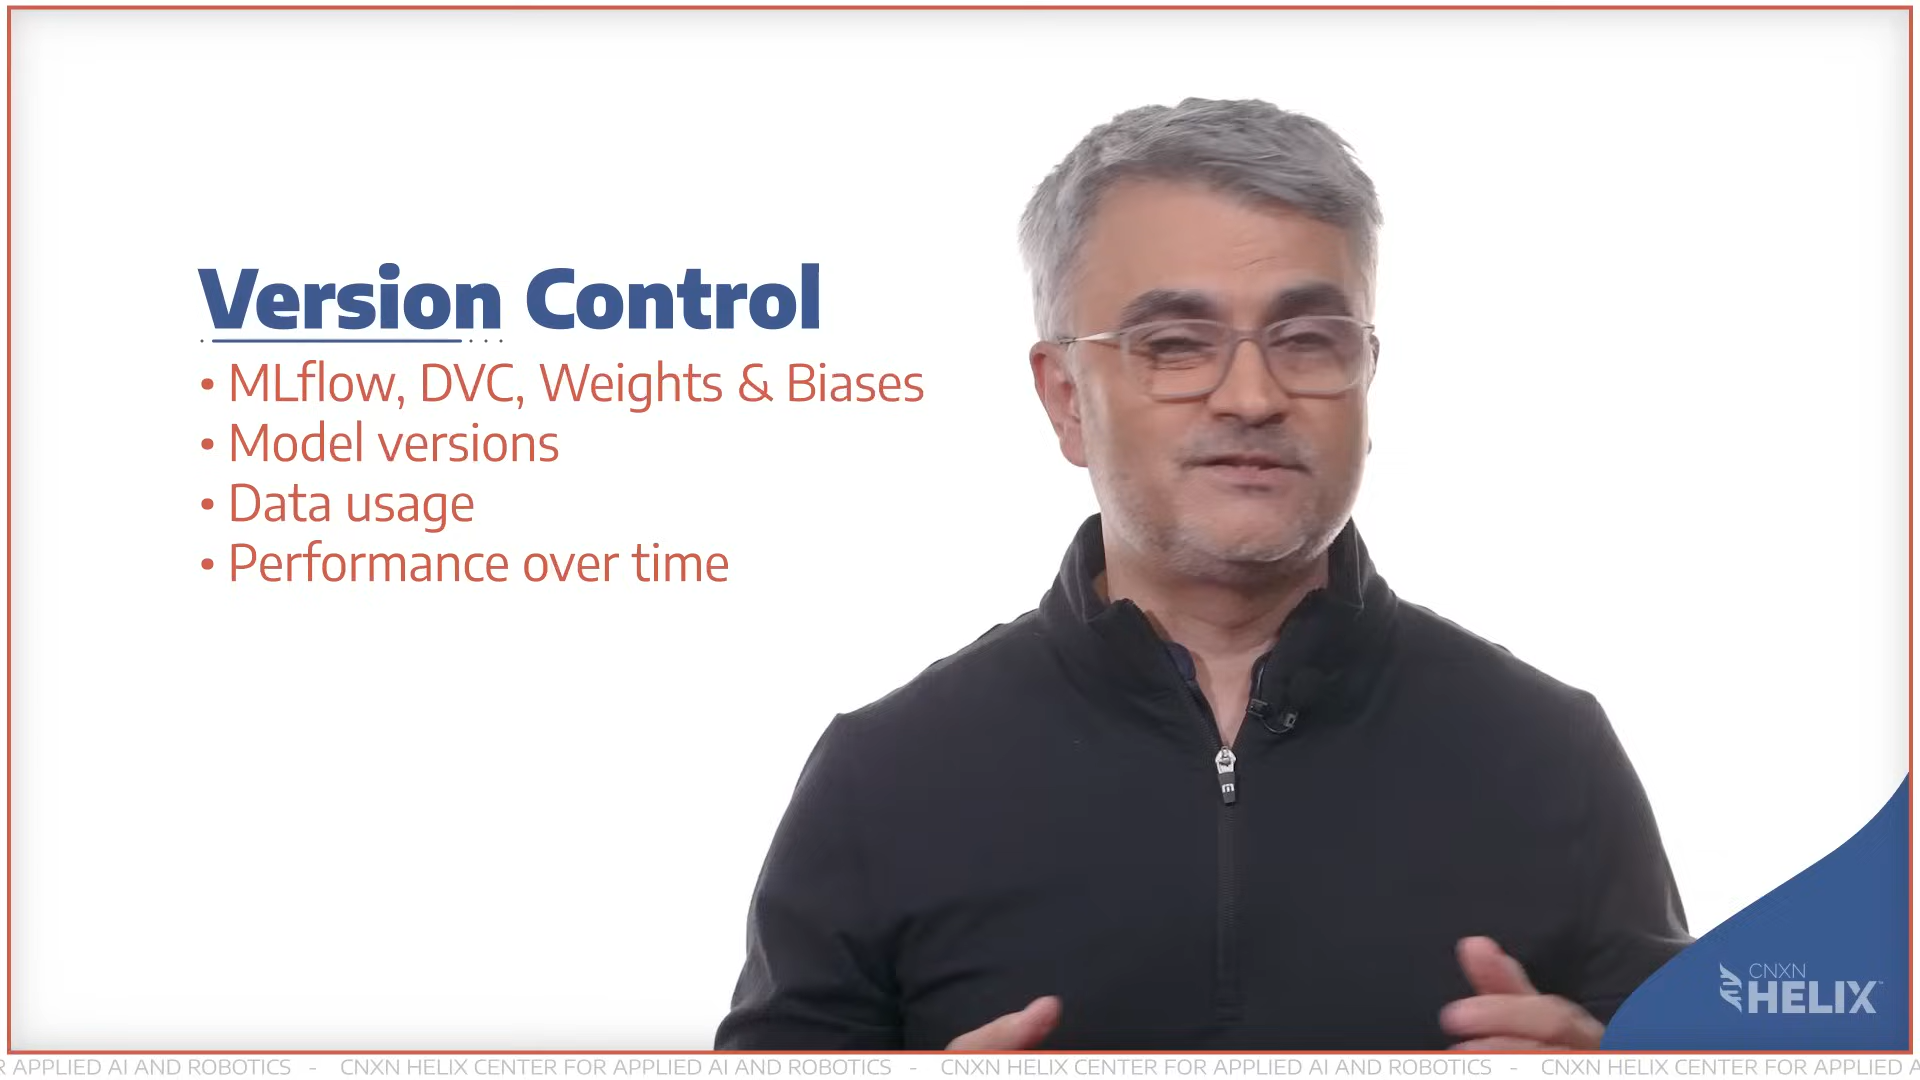 Version Control
• MLflow, DVC, Weights & Biases
• Model versions
• Data usage
• Performance over time
CNXN
HELIX™
R APPLIED AI AND ROBOTICS - CNXN HELIX CENTER FOR APPLIED AI AND ROBOTICS - CNXN HELIX CENTER FOR APPLIED AI AND ROBOTICS - CNXN HELIX CENTER FOR APPLIED A